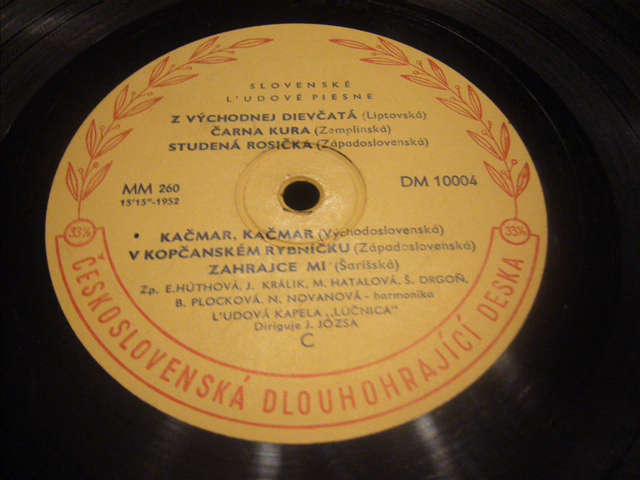 SLOVENSKÉ
ĽUDOVÉ PIESNE
Z VÝCHODNEJ DIEVČATÁ (Liptovská)
ČARNA KURA (Zemplínska)
STUDENÁ ROSIČKA (Západoslovenská)
MM 260
15'15"-1952
DM 10004
• KAČMAR, KAČMAR (Východoslovenská)
V KOPČANSKÉM RYBNÍČKU (Západoslovenská)
ZAHRAJCE MI (Šarišská)
Zp. E. HÚTHOVÁ, J. KRÁLIK, M. HATALOVÁ, Š. DRGOŇ,
B. PLOCKOVÁ, N. NOVANOVÁ - harmonika
ĽUDOVÁ KAPELA „LÚČNICA"
Diriguje J. JÓZSA
C
33⅓
33⅓
ČESKOSLOVENSKÁ DLOUHOHRAJÍCÍ DESKA